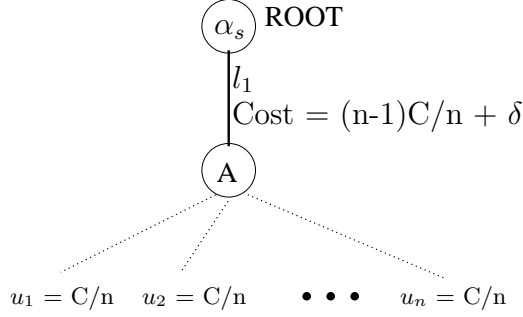 α_s ROOT
l_1
Cost = (n-1)C/n + δ
A
u_1 = C/n u_2 = C/n • • • u_n = C/n